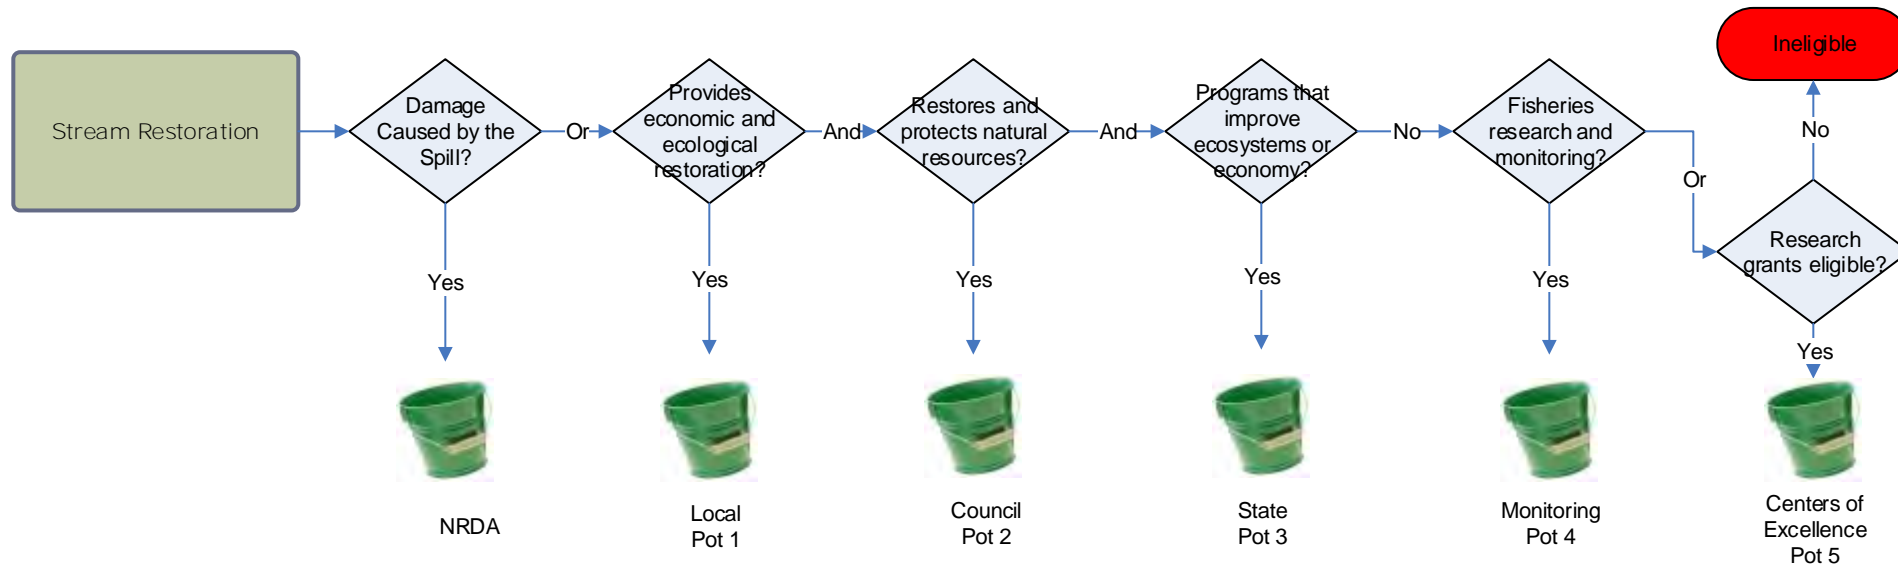 Stream Restoration
Damage
Caused by the
Spill?
Or
Provides
economic and
ecological
restoration?
And
Restores and
protects natural
resources?
And
Programs that
improve
ecosystems or
economy?
No
Fisheries
research and
monitoring?
Or
Research
grants eligible?
No
Ineligible
Yes
Yes
Yes
Yes
Yes
Yes
NRDA
Local
Pot 1
Council
Pot 2
State
Pot 3
Monitoring
Pot 4
Centers of
Excellence
Pot 5